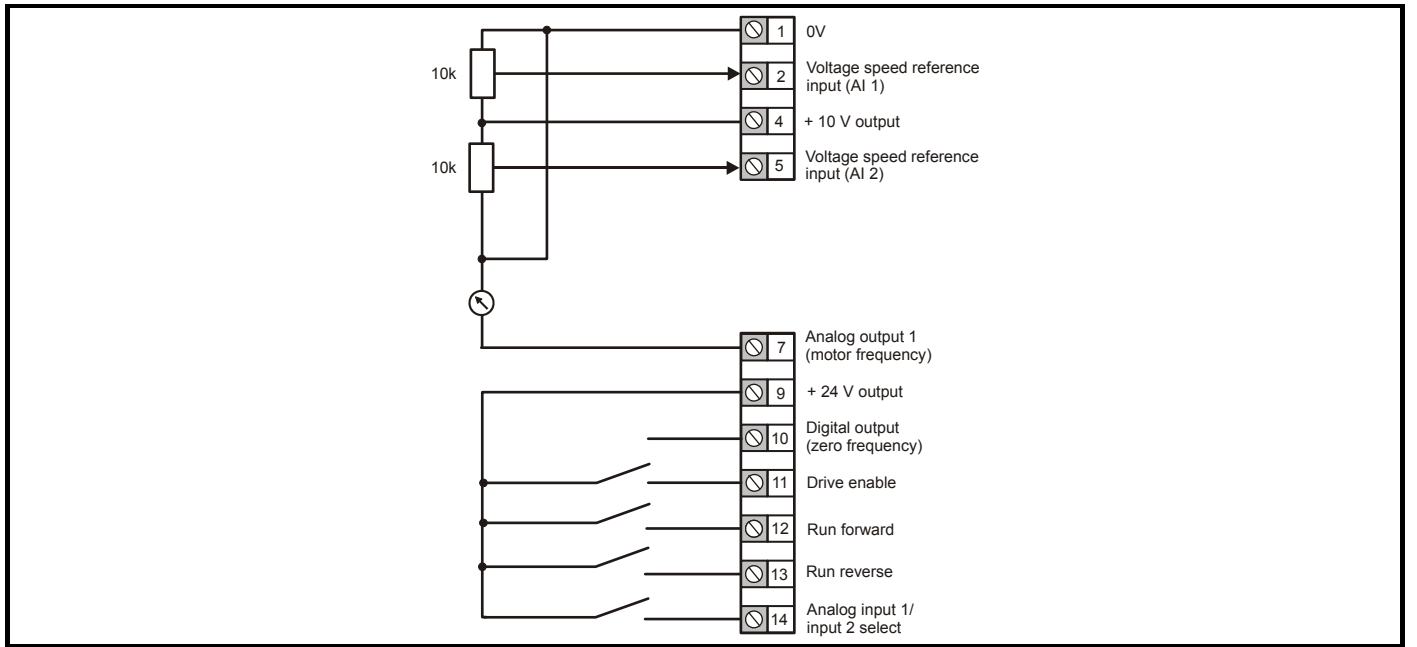 1 0V
10k
2 Voltage speed reference
input (AI 1)
4 + 10 V output
10k
5 Voltage speed reference
input (AI 2)
7 Analog output 1
(motor frequency)
9 + 24 V output
10 Digital output
(zero frequency)
11 Drive enable
12 Run forward
13 Run reverse
14 Analog input 1/
input 2 select